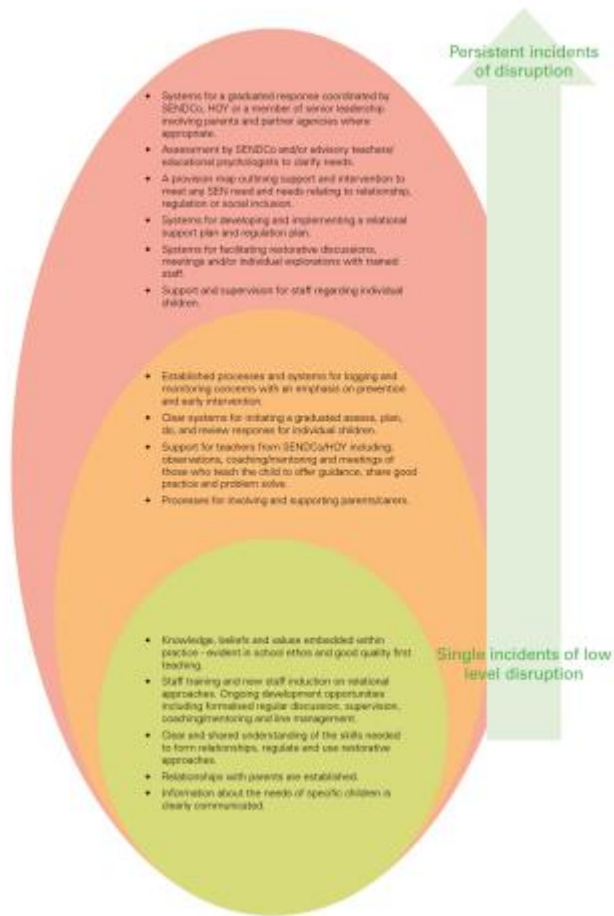 Persistent incidents
of disruption
• Systems for a graduated response coordinated by
SENDCo, HOY or a member of senior leadership
involving parents and partner agencies where
appropriate.
• Assessment by SENDCo and/or advisory teachers/
educational psychologists to clarify needs.
• A provision map outlining support and intervention to
meet any SEN need and needs relating to relationship,
regulation or social inclusion.
• Systems for developing and implementing a relational
support plan and regulation plan.
• Systems for facilitating restorative discussions,
meetings and/or individual explorations with trained
staff.
• Support and supervision for staff regarding individual
children.
• Established processes and systems for logging and
monitoring concerns with an emphasis on prevention
and early intervention.
• Clear systems for initiating a graduated assess, plan,
do, and review response for individual children.
• Support for teachers from SENDCo/HOY including;
observations, coaching/mentoring and meetings of
those who teach the child to offer guidance, share good
practice and problem solve.
• Processes for involving and supporting parents/carers.
• Knowledge, beliefs and values embedded within
practice - evident in school ethos and good quality first
teaching.
• Staff training and new staff induction on relational
approaches. Ongoing development opportunities
including formalised regular discussion, supervision,
coaching/mentoring and line management.
• Clear and shared understanding of the skills needed
to form relationships, regulate and use restorative
approaches.
• Relationships with parents are established.
• Information about the needs of specific children is
clearly communicated.
Single incidents of low
level disruption